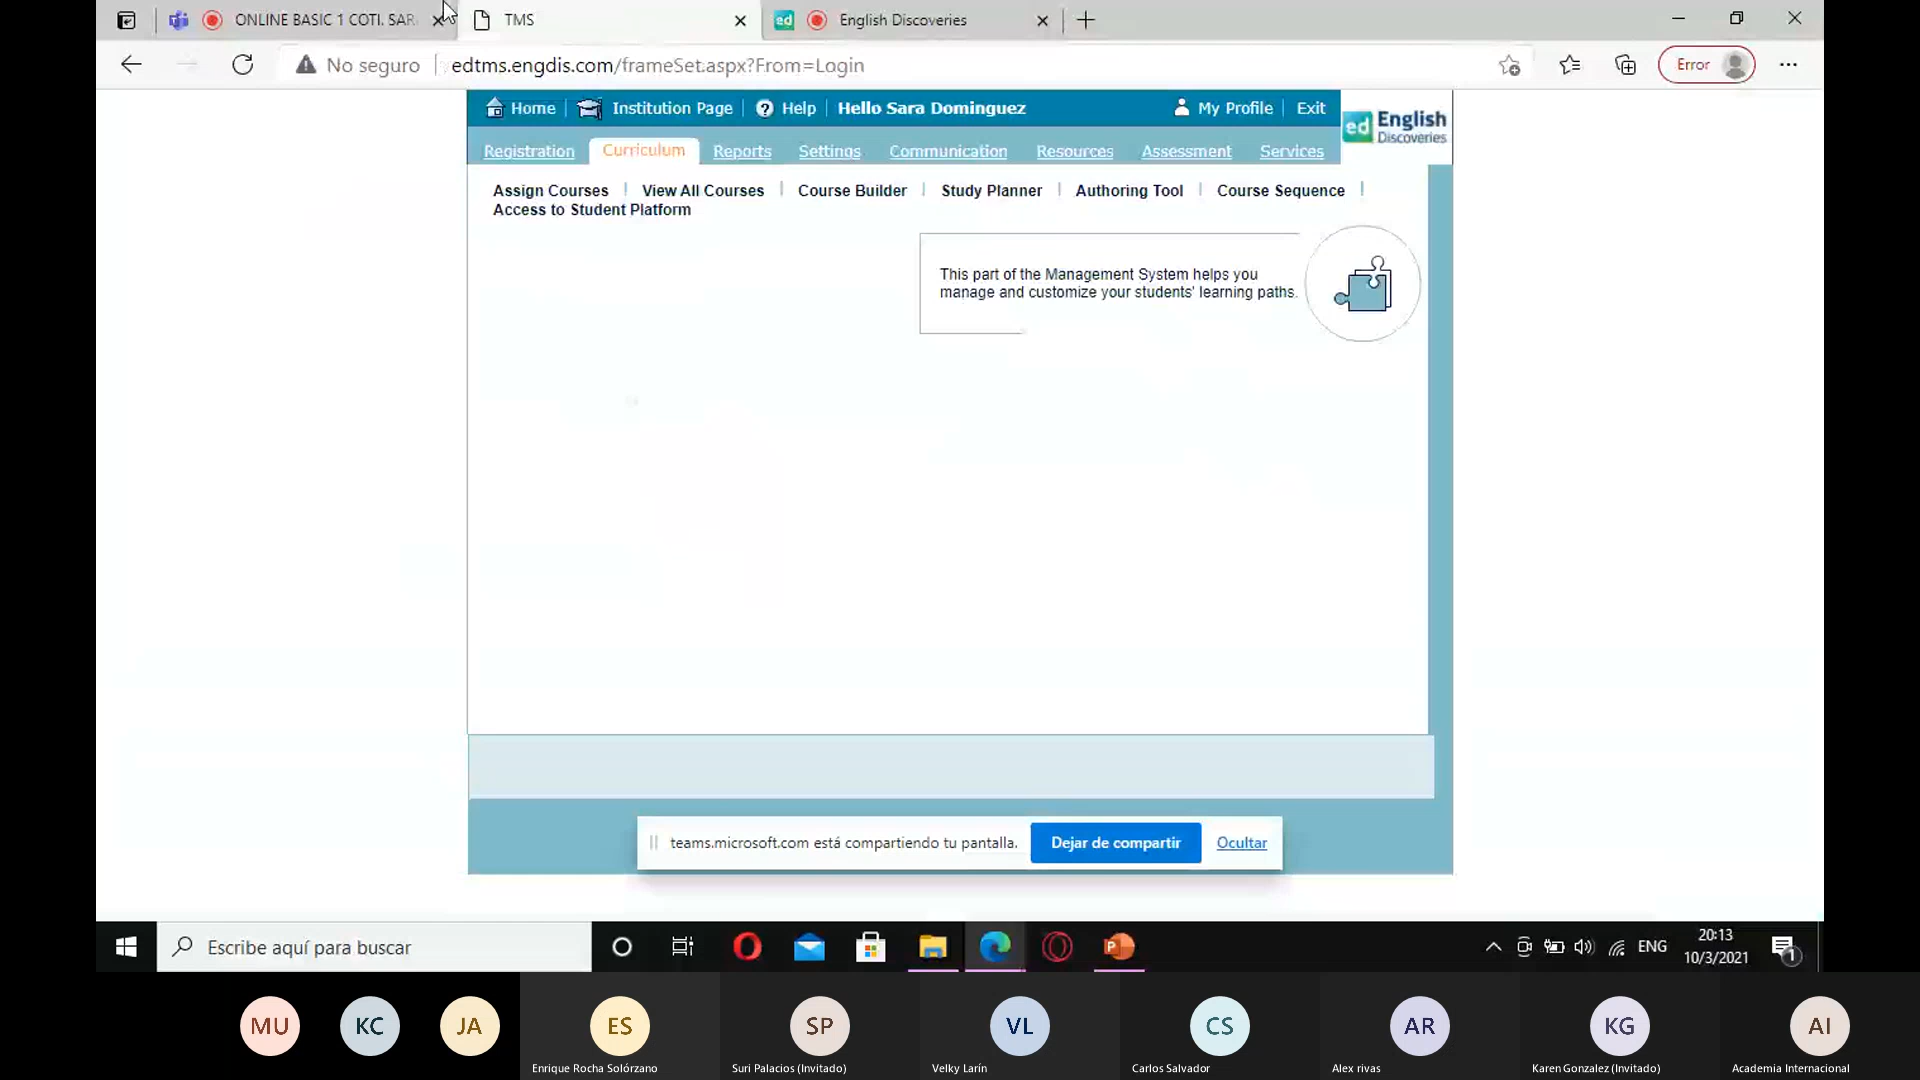 ONLINE BASIC 1 COTI. SAR
TMS
English Discoveries
No seguro
edtms.engdis.com/frameSet.aspx?From=Login
Error
Home
Institution Page
Help
Hello Sara Dominguez
My Profile
Exit
ed English Discoveries
Registration
Curriculum
Reports
Settings
Communication
Resources
Assessment
Services
Assign Courses
View All Courses
Course Builder
Study Planner
Authoring Tool
Course Sequence
Access to Student Platform
This part of the Management System helps you
manage and customize your students' learning paths.
teams.microsoft.com está compartiendo tu pantalla.
Dejar de compartir
Ocultar
Escribe aquí para buscar
ENG
20:13
10/3/2021
1
MU
KC
JA
ES
SP
VL
CS
AR
KG
AI
Enrique Rocha Solórzano
Suri Palacios (Invitado)
Velky Larín
Carlos Salvador
Alex rivas
Karen Gonzalez (Invitado)
Academia Internacional